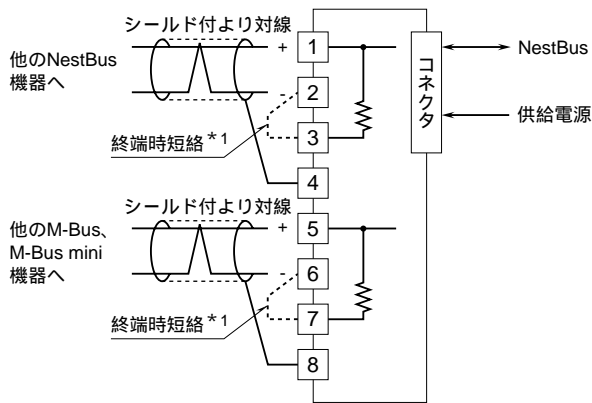 シールド付より対線
他のNestBus
機器へ
+ 1
- 2
終端時短絡*1
3
4
コネクタ
NestBus
供給電源
シールド付より対線
他のM-Bus、
M-Bus mini
機器へ
+ 5
- 6
終端時短絡*1
7
8